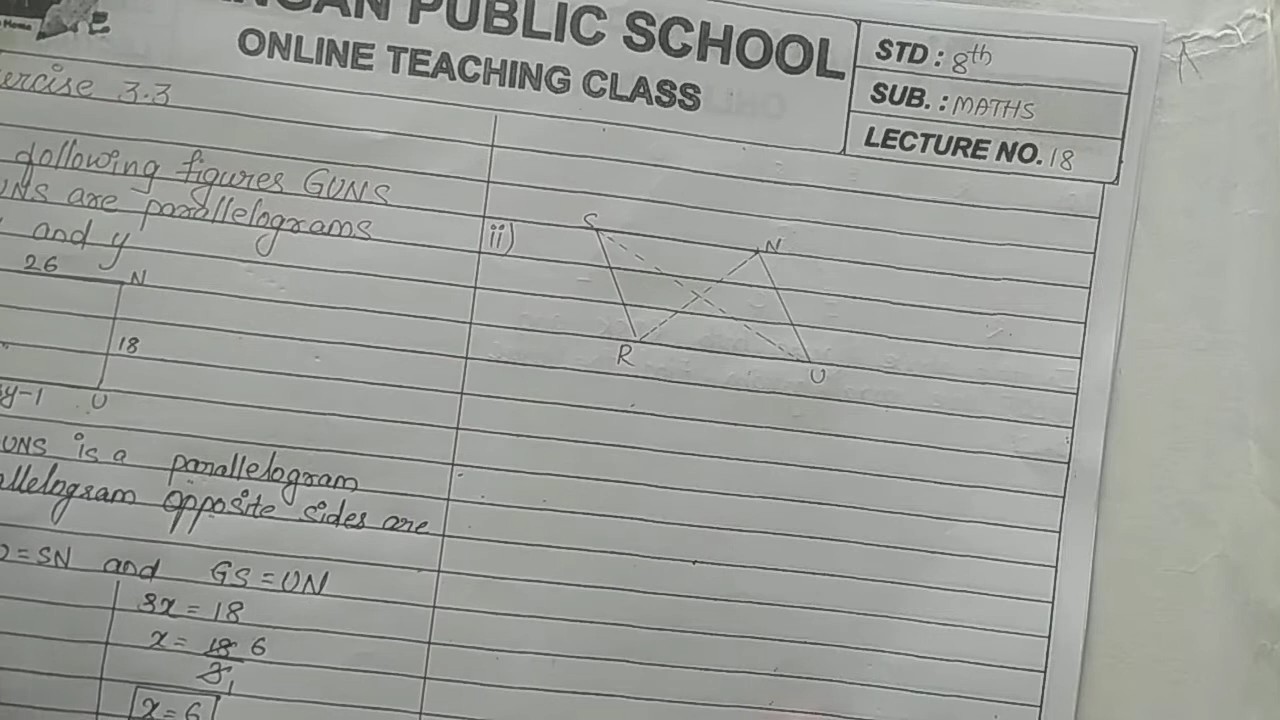 PUBLIC SCHOOL
ONLINE TEACHING CLASS
STD : 8th
SUB. : MATHS
LECTURE NO. 18
3.3
following figures GUNS
are parallelograms
and y
26
N
18
y-1 U
UNS is a parallelogram
opposite sides are
= SN and GS = UN
3x = 18
x = 18 6
3 1
x = 6
ii)
S
N
R
U